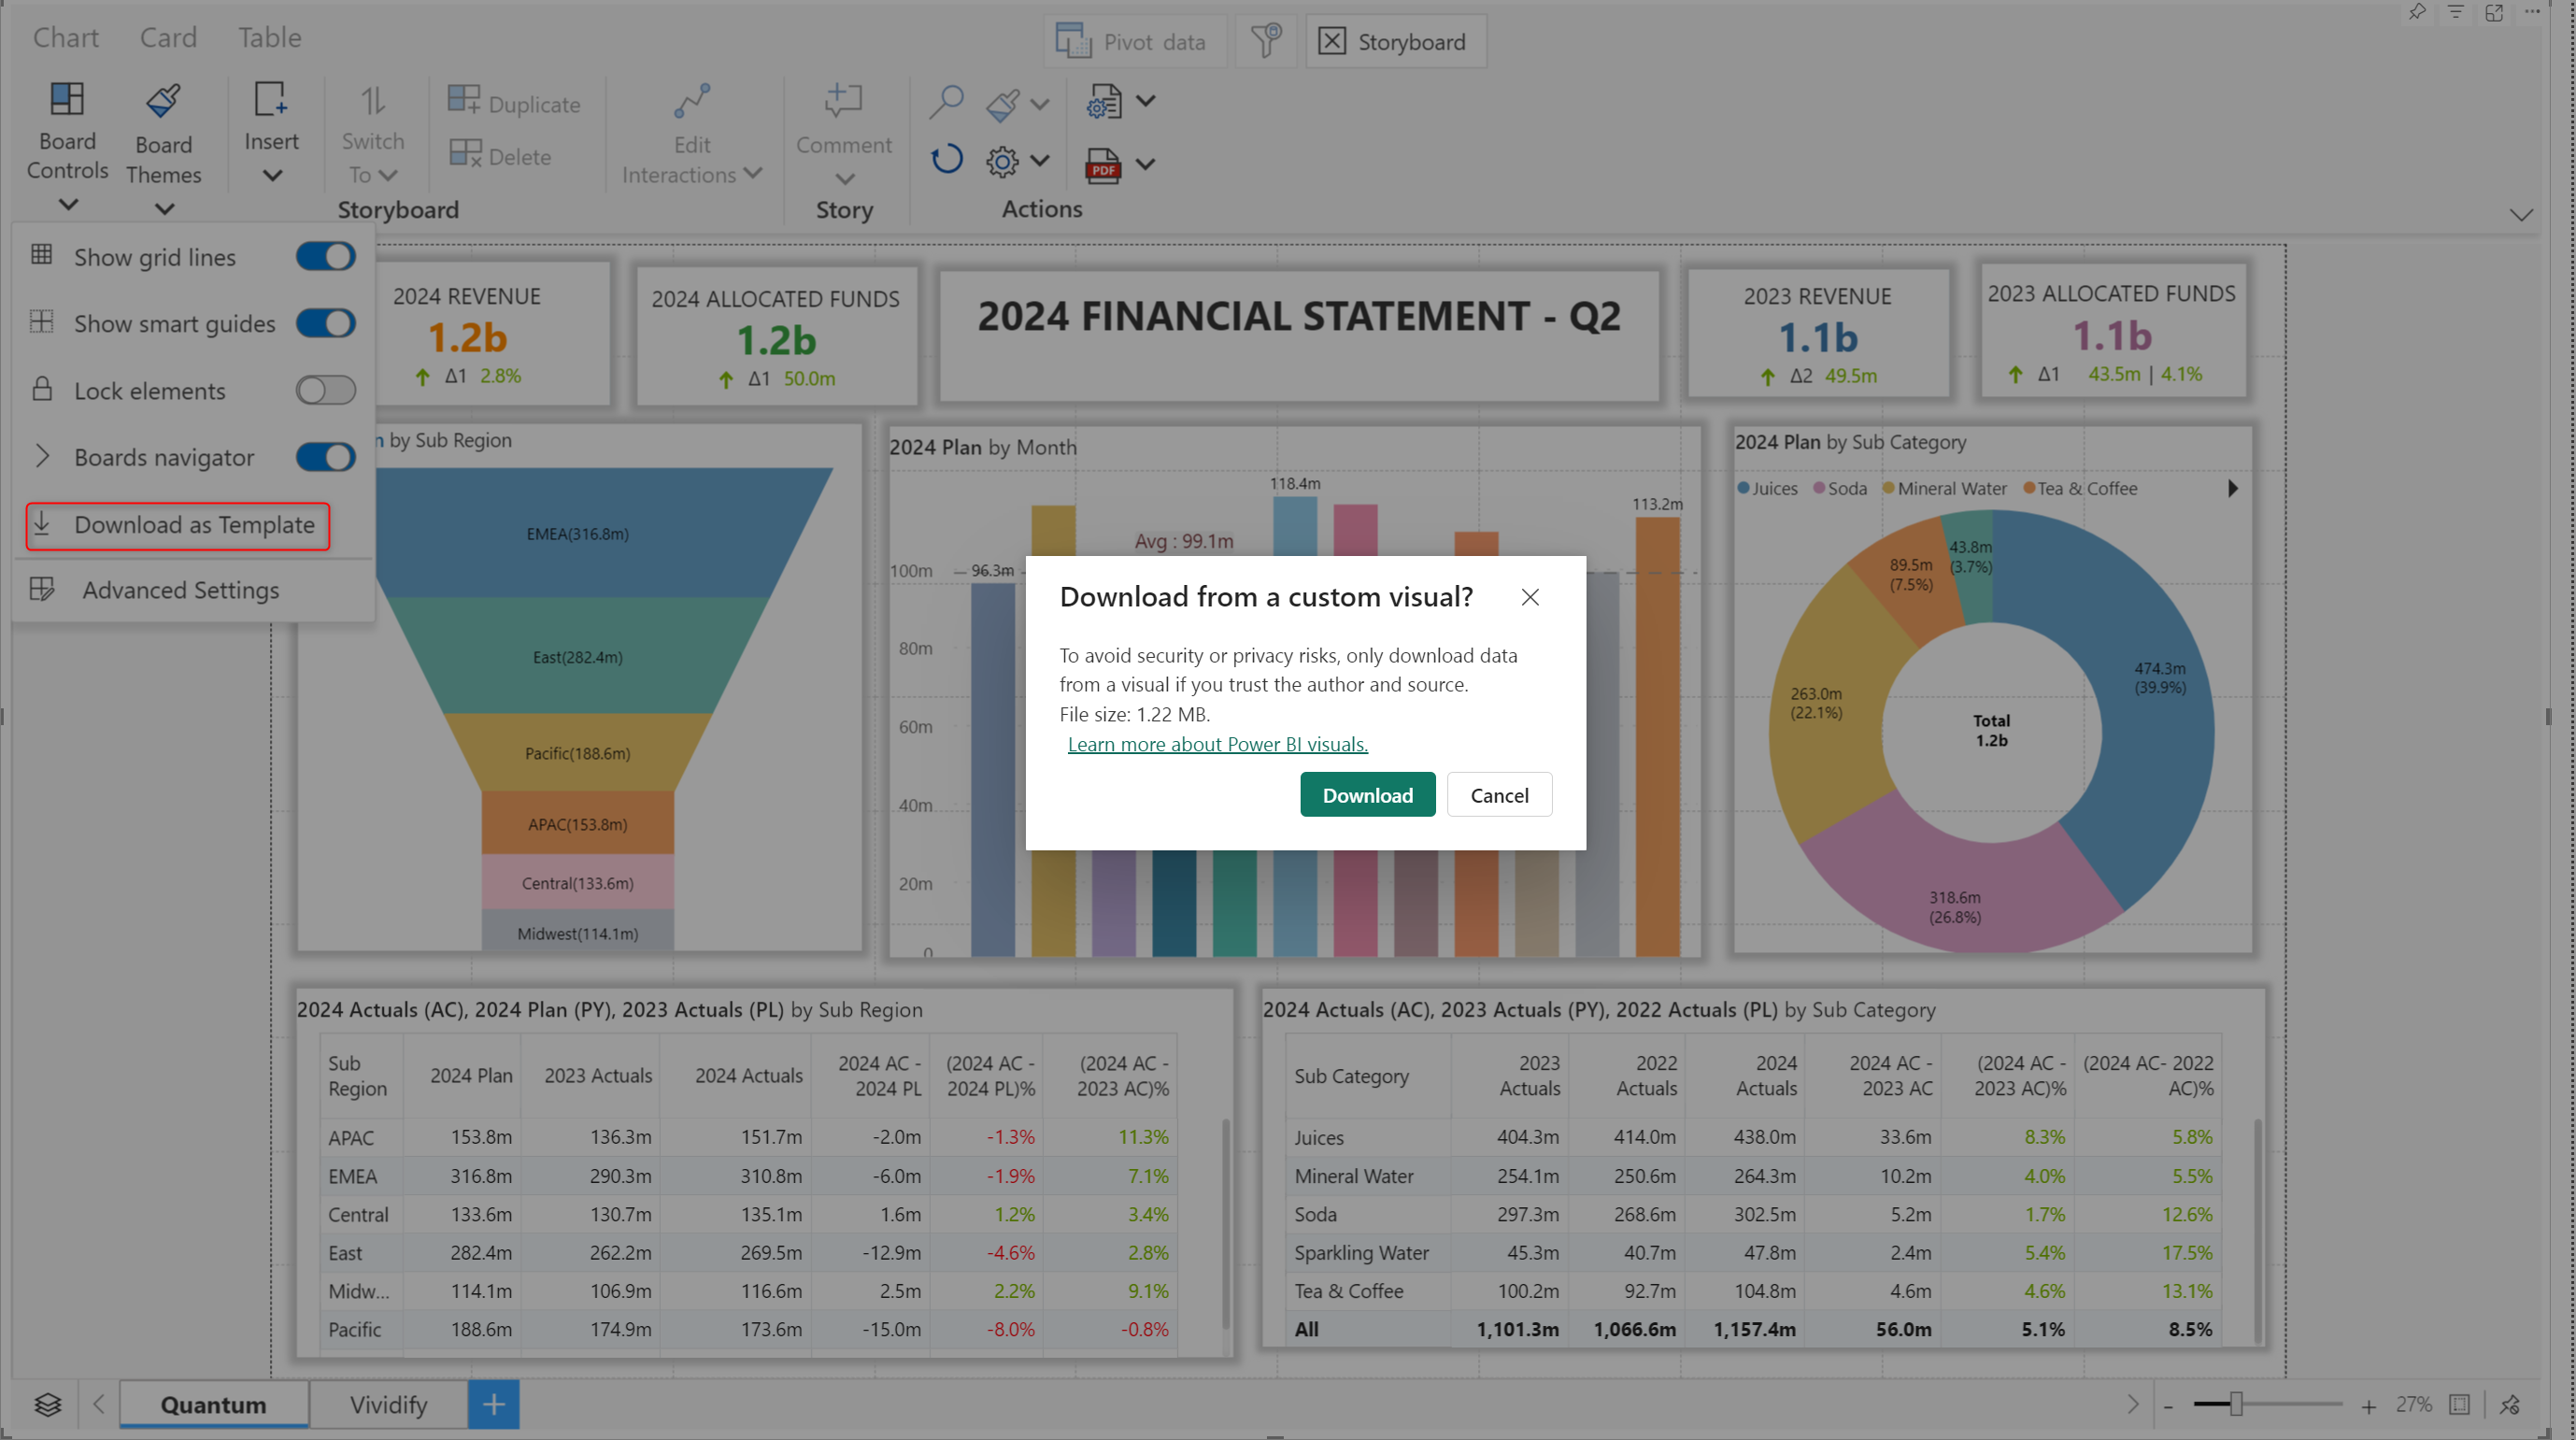 Chart Card Table
Pivot data
Storyboard
Board Controls
Board Themes
Insert
Switch To
Duplicate
Delete
Edit Interactions
Comment
PDF
Storyboard
Story
Actions
Show grid lines
Show smart guides
Lock elements
Boards navigator
Download as Template
Advanced Settings
2024 REVENUE
1.2b
Δ1 2.8%
2024 ALLOCATED FUNDS
1.2b
Δ1 50.0m
2024 FINANCIAL STATEMENT - Q2
2023 REVENUE
1.1b
Δ2 49.5m
2023 ALLOCATED FUNDS
1.1b
Δ1 43.5m | 4.1%
by Sub Region
EMEA(316.8m)
East(282.4m)
Pacific(188.6m)
APAC(153.8m)
Central(133.6m)
Midwest(114.1m)
2024 Plan by Month
118.4m
113.2m
Avg : 99.1m
100m
96.3m
80m
60m
40m
20m
0
Download from a custom visual?
To avoid security or privacy risks, only download data
from a visual if you trust the author and source.
File size: 1.22 MB.
Learn more about Power BI visuals.
Download
Cancel
2024 Plan by Sub Category
Juices Soda Mineral Water Tea & Coffee
43.8m
(3.7%)
89.5m
(7.5%)
474.3m
(39.9%)
263.0m
(22.1%)
318.6m
(26.8%)
Total
1.2b
2024 Actuals (AC), 2024 Plan (PY), 2023 Actuals (PL) by Sub Region
Sub Region 2024 Plan 2023 Actuals 2024 Actuals 2024 AC - 2024 PL (2024 AC - 2024 PL)% (2024 AC - 2023 AC)%
APAC 153.8m 136.3m 151.7m -2.0m -1.3% 11.3%
EMEA 316.8m 290.3m 310.8m -6.0m -1.9% 7.1%
Central 133.6m 130.7m 135.1m 1.6m 1.2% 3.4%
East 282.4m 262.2m 269.5m -12.9m -4.6% 2.8%
Midw... 114.1m 106.9m 116.6m 2.5m 2.2% 9.1%
Pacific 188.6m 174.9m 173.6m -15.0m -8.0% -0.8%
2024 Actuals (AC), 2023 Actuals (PY), 2022 Actuals (PL) by Sub Category
Sub Category 2023 Actuals 2022 Actuals 2024 Actuals 2024 AC - 2023 AC (2024 AC - 2023 AC)% (2024 AC- 2022 AC)%
Juices 404.3m 414.0m 438.0m 33.6m 8.3% 5.8%
Mineral Water 254.1m 250.6m 264.3m 10.2m 4.0% 5.5%
Soda 297.3m 268.6m 302.5m 5.2m 1.7% 12.6%
Sparkling Water 45.3m 40.7m 47.8m 2.4m 5.4% 17.5%
Tea & Coffee 100.2m 92.7m 104.8m 4.6m 4.6% 13.1%
All 1,101.3m 1,066.6m 1,157.4m 56.0m 5.1% 8.5%
Quantum
Vividify
27%